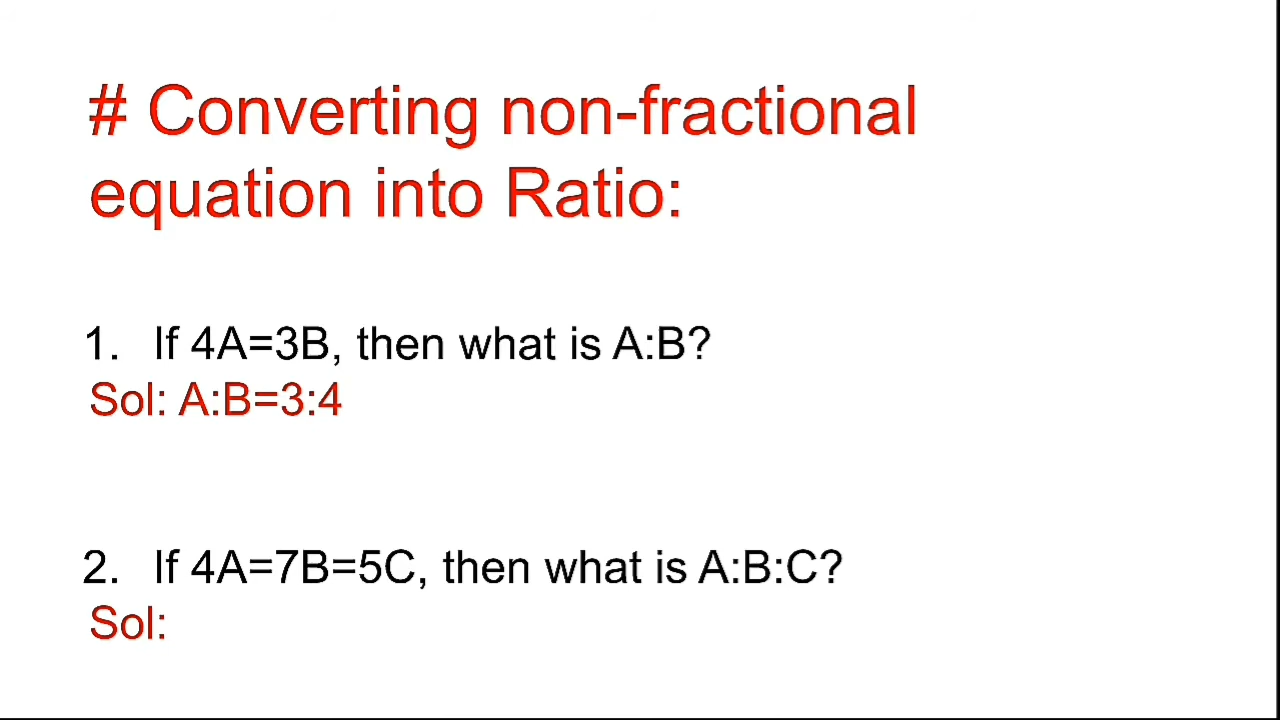 # Converting non-fractional
equation into Ratio:
1. If 4A=3B, then what is A:B?
Sol: A:B=3:4
2. If 4A=7B=5C, then what is A:B:C?
Sol: